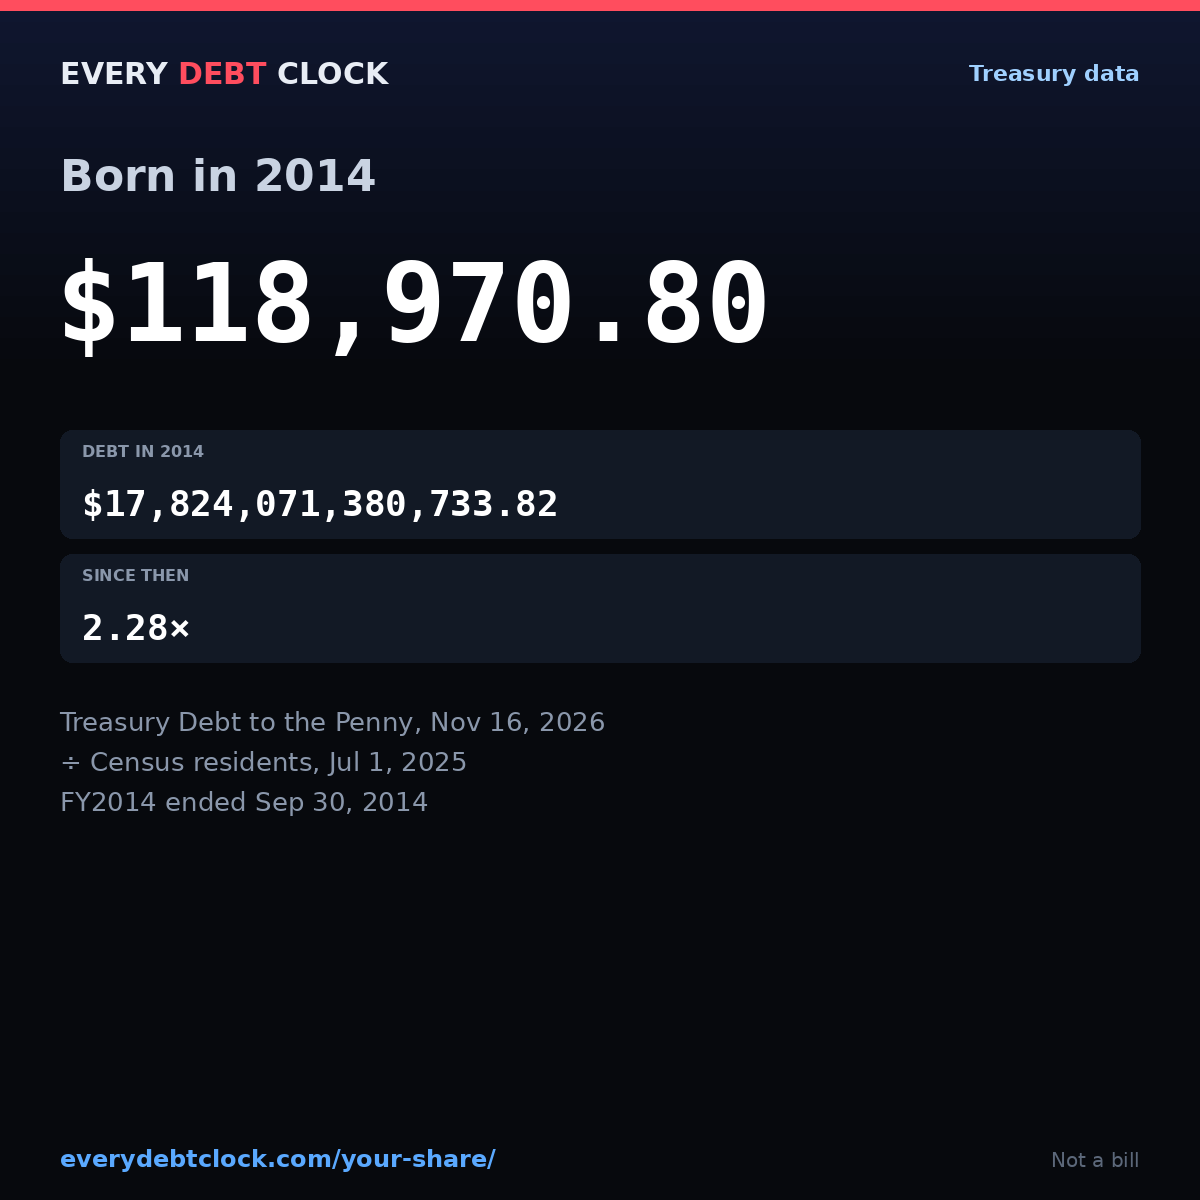 EVERY DEBT CLOCK
Treasury data
Born in 2014
$118,970.80
DEBT IN 2014
$17,824,071,380,733.82
SINCE THEN
2.28×
Treasury Debt to the Penny, Nov 16, 2026
÷ Census residents, Jul 1, 2025
FY2014 ended Sep 30, 2014
everydebtclock.com/your-share/
Not a bill